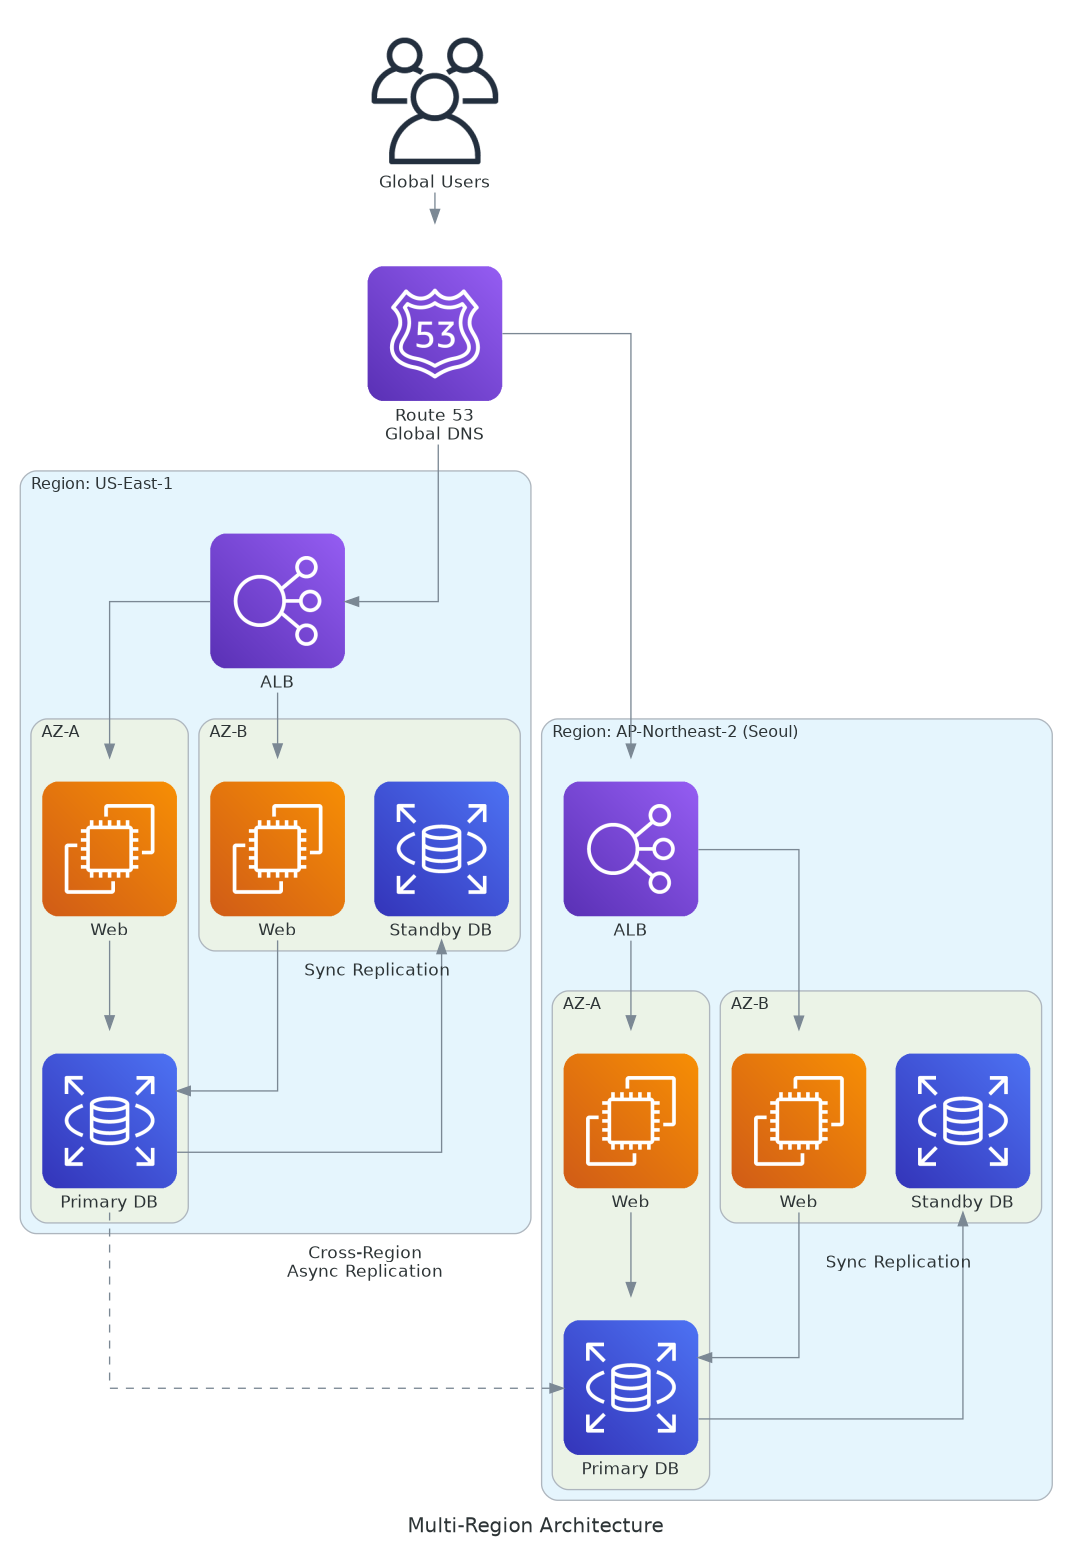 Global Users
53
Route 53
Global DNS
Region: US-East-1
ALB
AZ-A
AZ-B
Web
Web
Standby DB
Sync Replication
Primary DB
Cross-Region
Async Replication
Region: AP-Northeast-2 (Seoul)
ALB
AZ-A
AZ-B
Web
Web
Standby DB
Sync Replication
Primary DB
Multi-Region Architecture